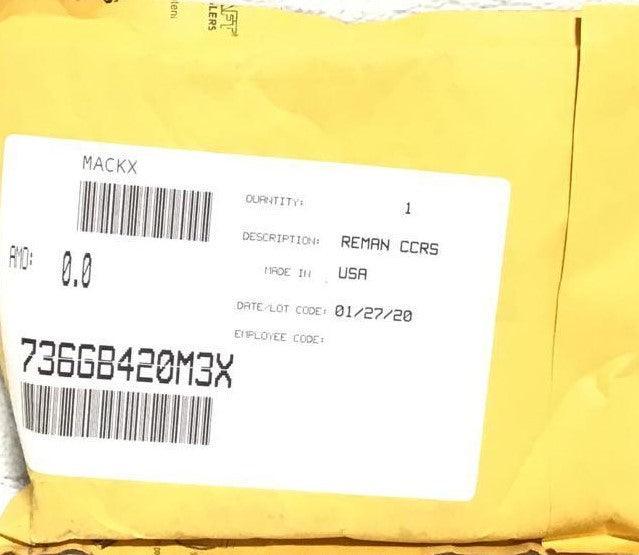 MACKX
QUANTITY: 1
DESCRIPTION: REMAN CCRS
MADE IN USA
AMD: 0.0
DATE/LOT CODE: 01/27/20
EMPLOYEE CODE:
736GB420M3X